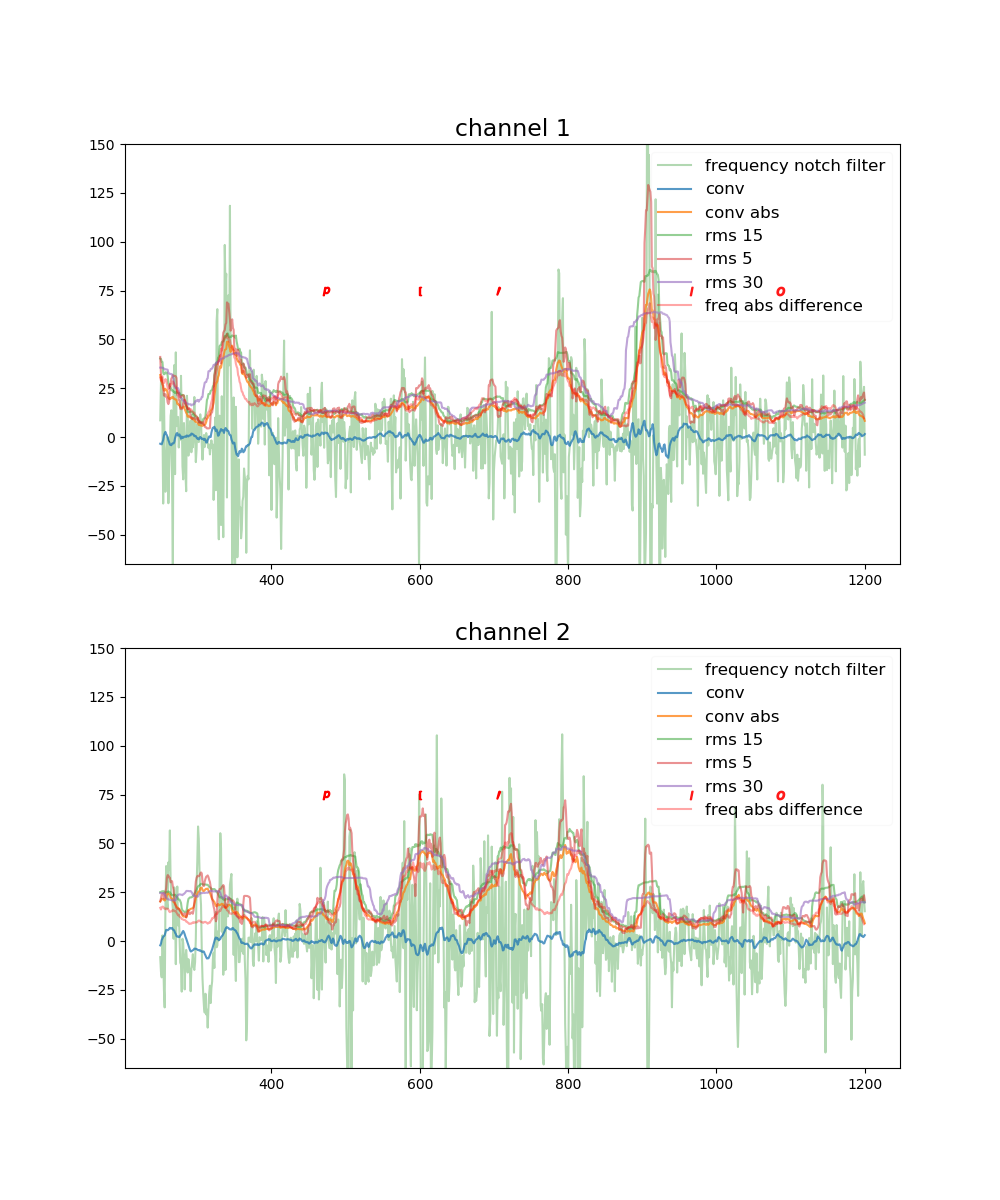 channel 1
150
125
100
75
50
25
0
−25
−50
frequency notch filter
conv
conv abs
rms 15
rms 5
rms 30
freq abs difference
P I I I O
400 600 800 1000 1200
channel 2
150
125
100
75
50
25
0
−25
−50
frequency notch filter
conv
conv abs
rms 15
rms 5
rms 30
freq abs difference
P I I I O
400 600 800 1000 1200